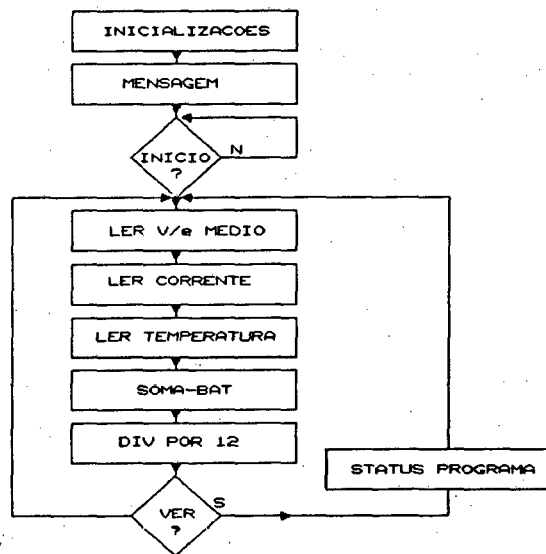 INICIALIZACOES
MENSAGEM
INICIO
?
N
LER V/e MEDIO
LER CORRENTE
LER TEMPERATURA
SOMA-BAT
DIV POR 12
STATUS PROGRAMA
VER
?
S